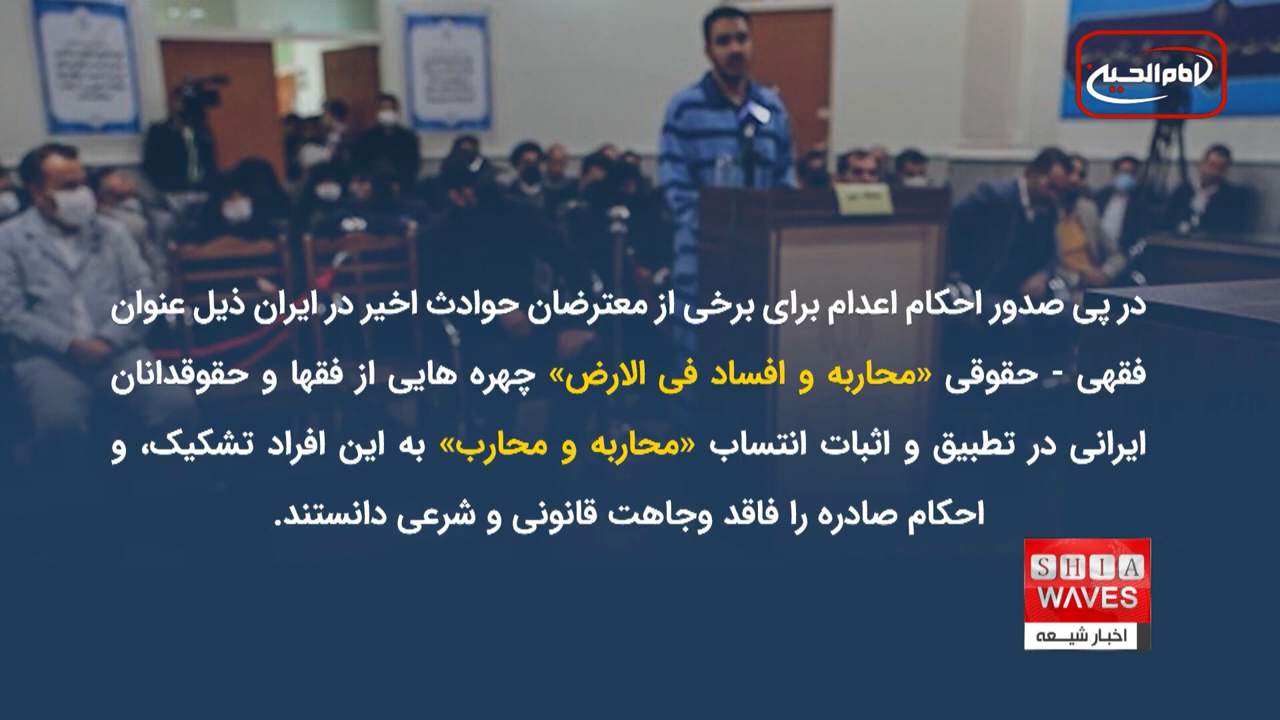 امام الحسین
در پی صدور احکام اعدام برای برخی از معترضان حوادث اخیر در ایران ذیل عنوان
فقهی - حقوقی «محاربه و افساد فی الارض» چهره هایی از فقها و حقوقدانان
ایرانی در تطبیق و اثبات انتساب «محاربه و محارب» به این افراد تشکیک، و
احکام صادره را فاقد وجاهت قانونی و شرعی دانستند.
SHIA
WAVES
اخبار شیعه